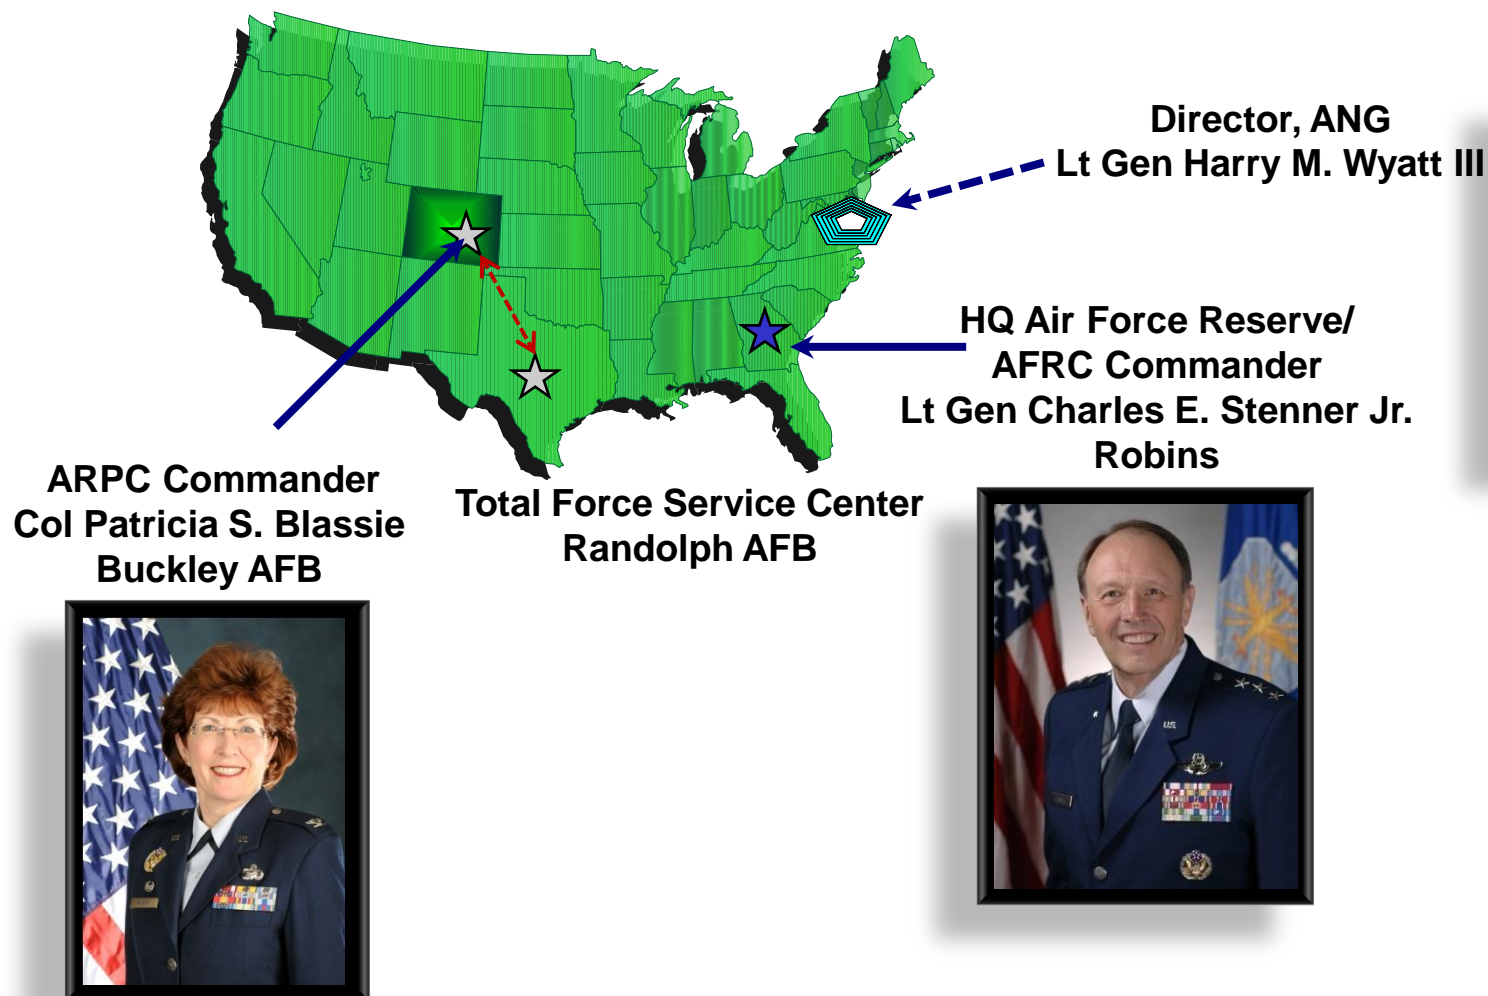 Director, ANG
Lt Gen Harry M. Wyatt III
HQ Air Force Reserve/
AFRC Commander
Lt Gen Charles E. Stenner Jr.
Robins
ARPC Commander
Col Patricia S. Blassie
Buckley AFB
Total Force Service Center
Randolph AFB
U.S.